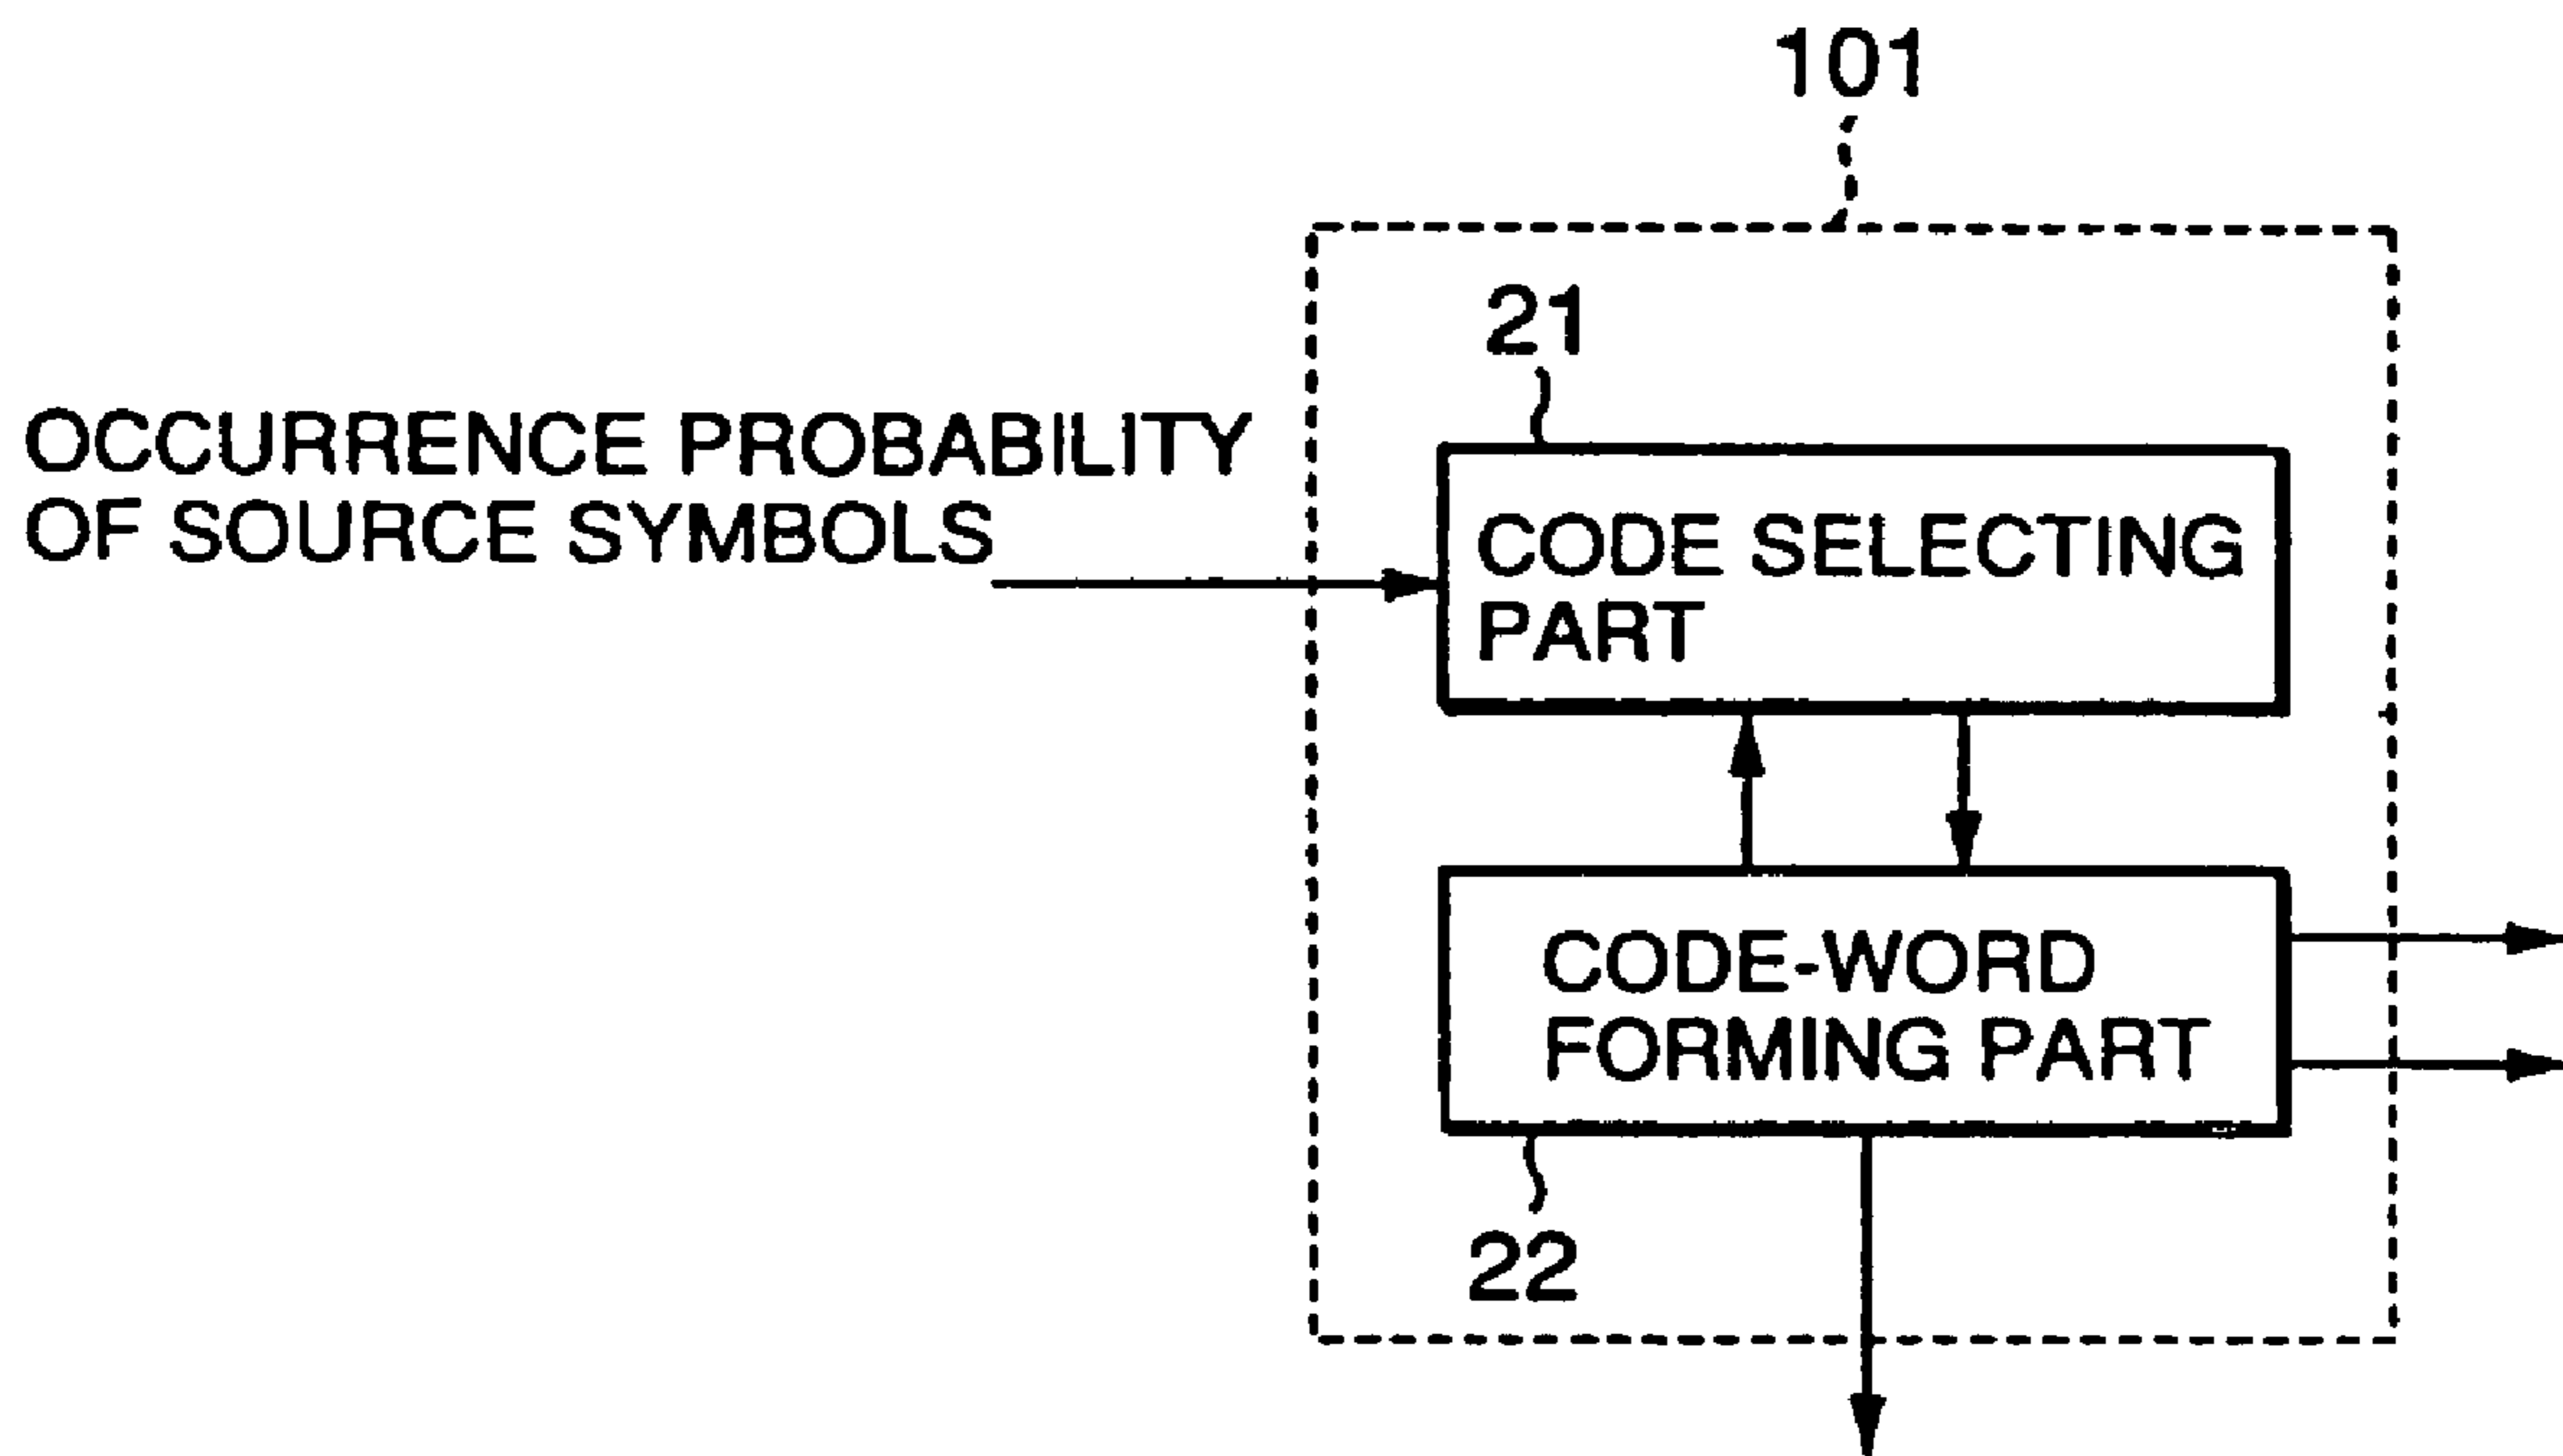 101
21
OCCURRENCE PROBABILITY
OF SOURCE SYMBOLS
CODE SELECTING
PART
CODE-WORD
FORMING PART
22